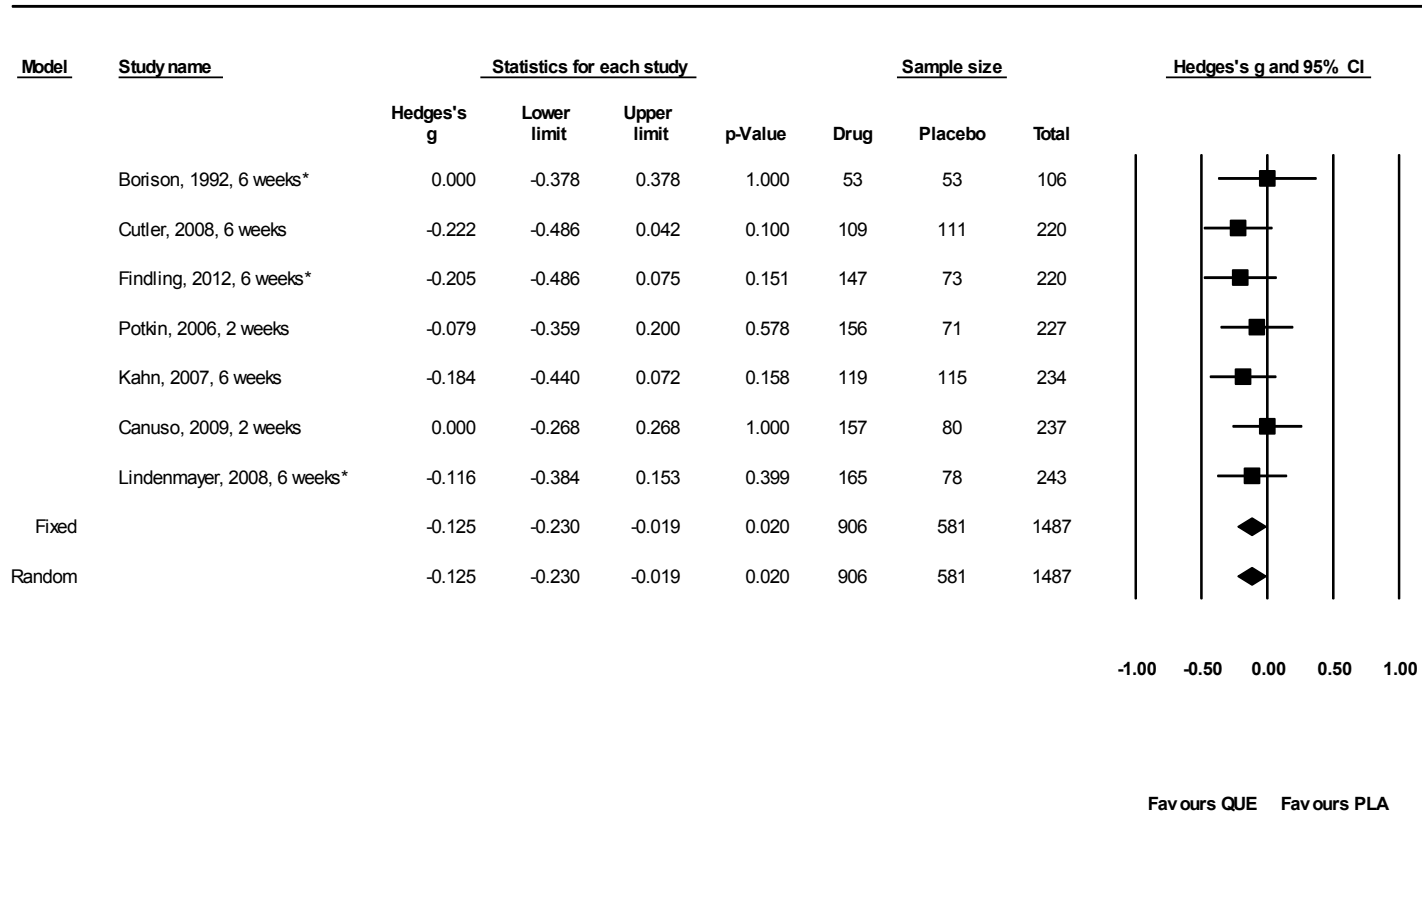 Model Study name Statistics for each study Sample size Hedges's g and 95% CI
Hedges's Lower Upper
g limit limit p-Value Drug Placebo Total
Borison, 1992, 6 weeks* 0.000 -0.378 0.378 1.000 53 53 106
Cutler, 2008, 6 weeks -0.222 -0.486 0.042 0.100 109 111 220
Findling, 2012, 6 weeks* -0.205 -0.486 0.075 0.151 147 73 220
Potkin, 2006, 2 weeks -0.079 -0.359 0.200 0.578 156 71 227
Kahn, 2007, 6 weeks -0.184 -0.440 0.072 0.158 119 115 234
Canuso, 2009, 2 weeks 0.000 -0.268 0.268 1.000 157 80 237
Lindenmayer, 2008, 6 weeks* -0.116 -0.384 0.153 0.399 165 78 243
Fixed -0.125 -0.230 -0.019 0.020 906 581 1487
Random -0.125 -0.230 -0.019 0.020 906 581 1487
-1.00 -0.50 0.00 0.50 1.00
Favours QUE Favours PLA